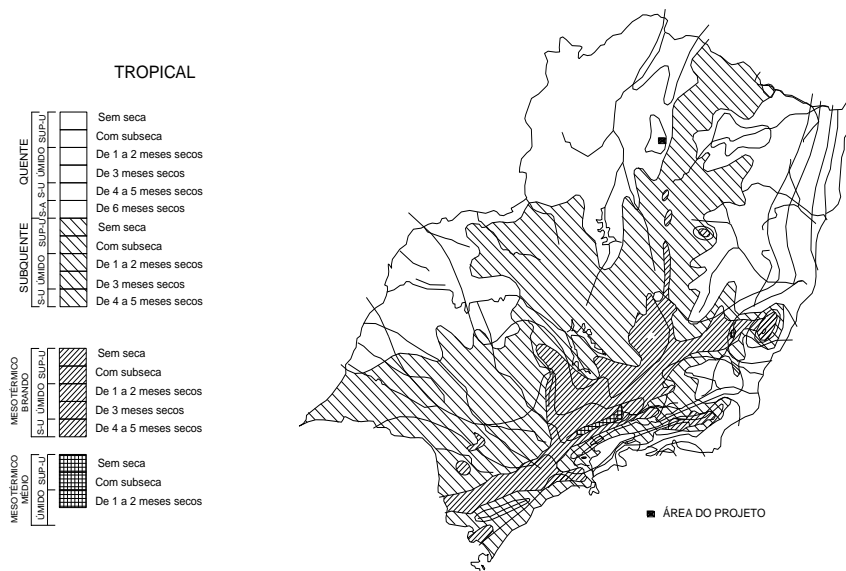 TROPICAL
QUENTE
SUP-U
ÚMIDO
S-U
S-A
Sem seca
Com subseca
De 1 a 2 meses secos
De 3 meses secos
De 4 a 5 meses secos
De 6 meses secos
SUBQUENTE
SUP-U
ÚMIDO
S-U
Sem seca
Com subseca
De 1 a 2 meses secos
De 3 meses secos
De 4 a 5 meses secos
MESOTÉRMICO
BRANDO
SUP-U
ÚMIDO
S-U
Sem seca
Com subseca
De 1 a 2 meses secos
De 3 meses secos
De 4 a 5 meses secos
MESOTÉRMICO
MÉDIO
SUP-U
ÚMIDO
Sem seca
Com subseca
De 1 a 2 meses secos
ÁREA DO PROJETO